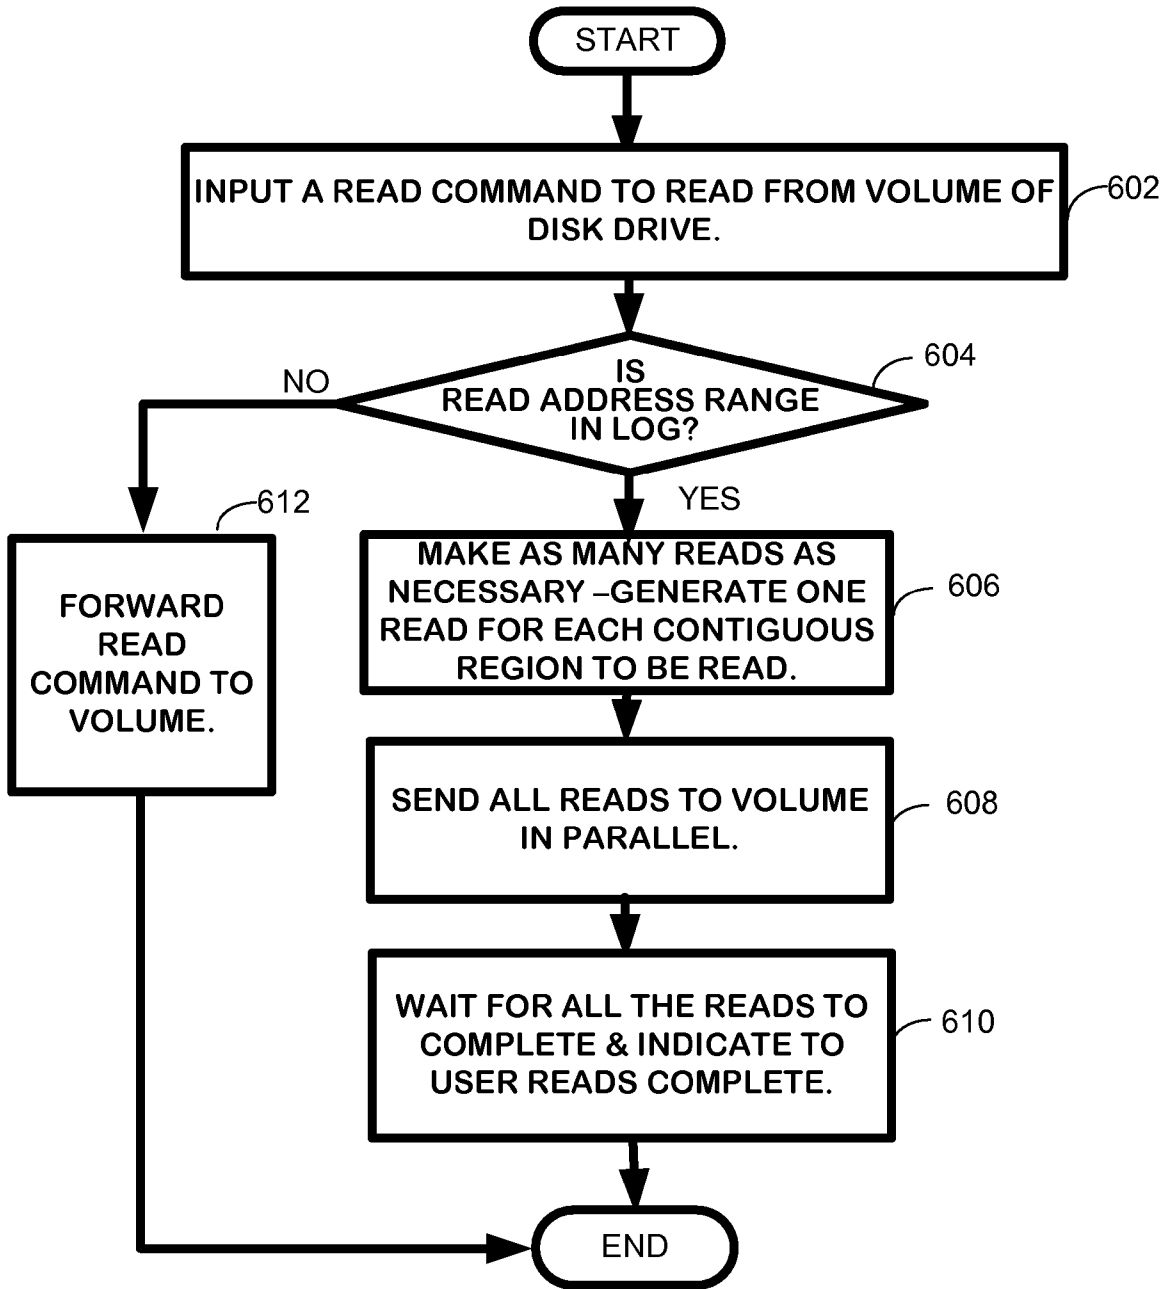 START
INPUT A READ COMMAND TO READ FROM VOLUME OF
DISK DRIVE.
602
IS
READ ADDRESS RANGE
IN LOG?
604
NO
YES
612
FORWARD
READ
COMMAND TO
VOLUME.
MAKE AS MANY READS AS
NECESSARY –GENERATE ONE
READ FOR EACH CONTIGUOUS
REGION TO BE READ.
606
SEND ALL READS TO VOLUME
IN PARALLEL.
608
WAIT FOR ALL THE READS TO
COMPLETE & INDICATE TO
USER READS COMPLETE.
610
END